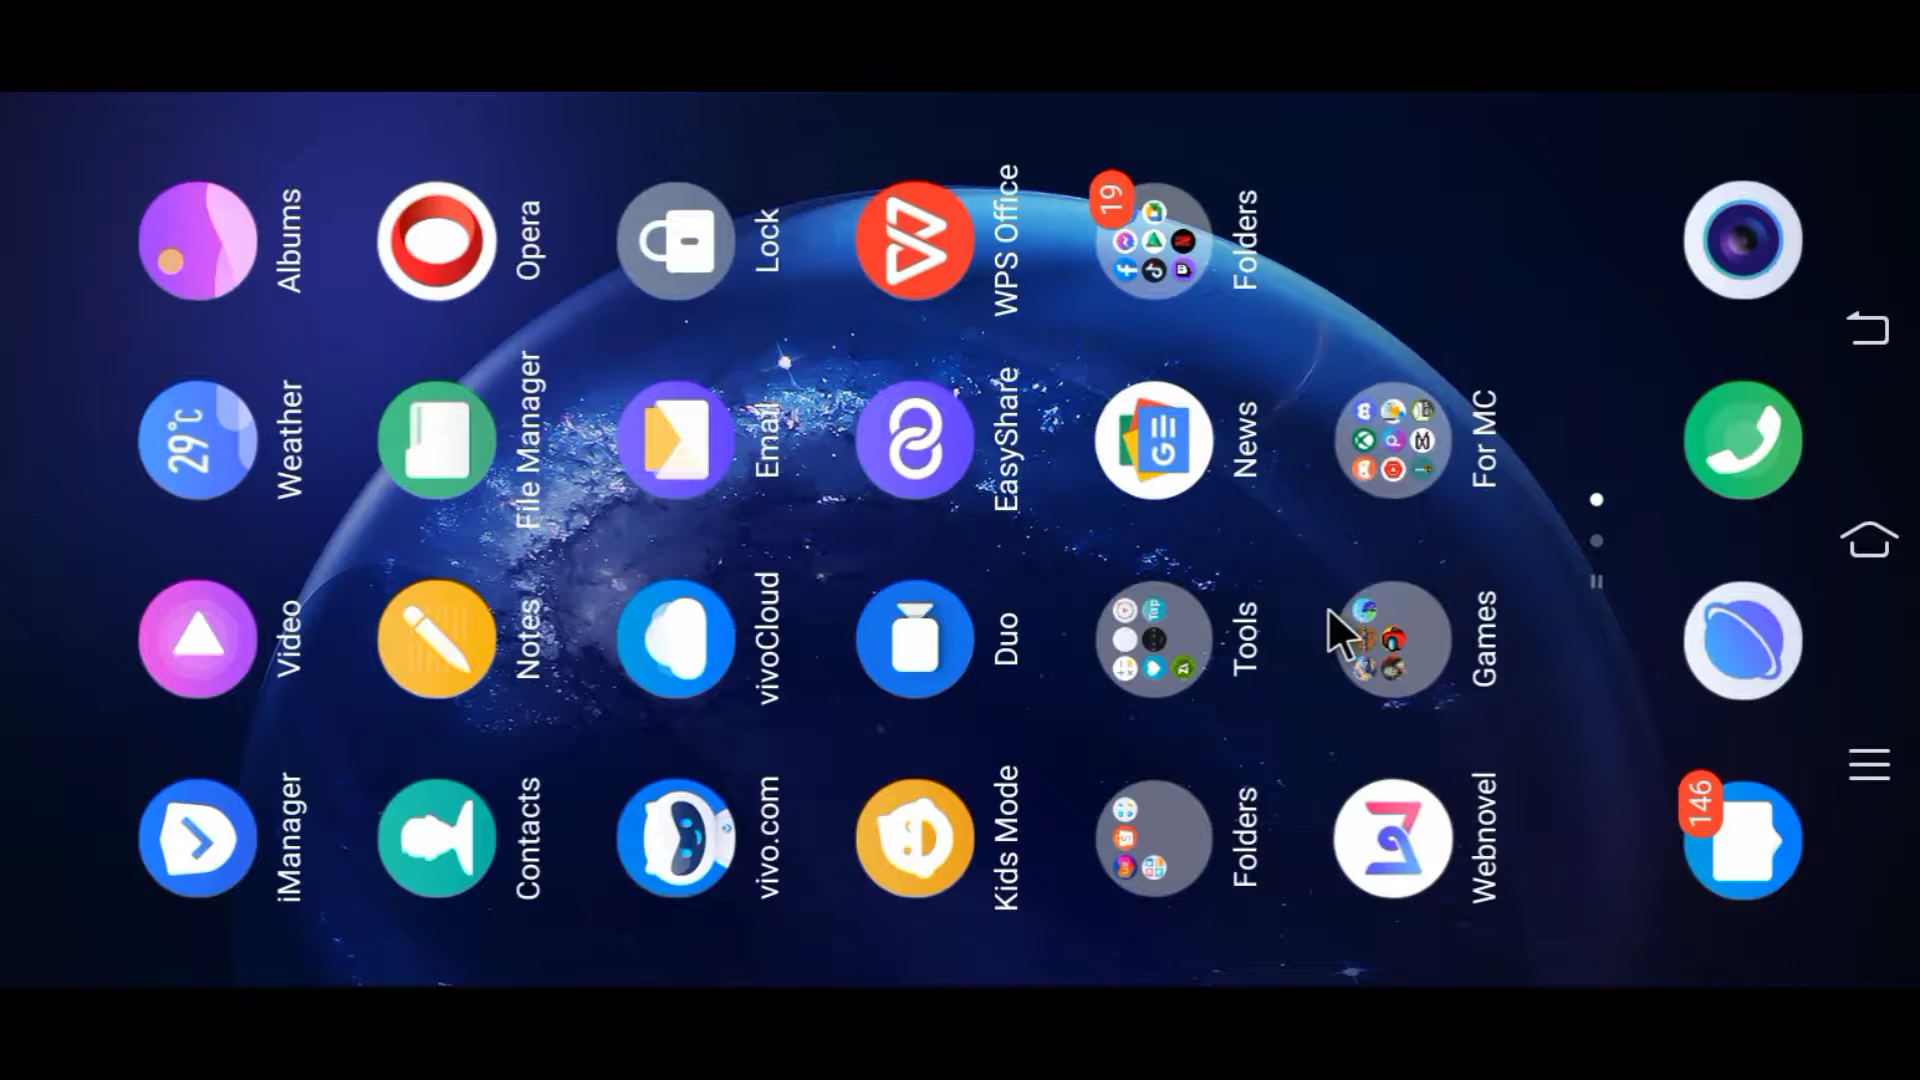 29°C
iManager
Video
Weather
Albums
Contacts
Notes
File Manager
Opera
vivo.com
vivoCloud
Email
Lock
Kids Mode
Duo
EasyShare
WPS Office
19
Folders
Tools
News
Folders
Webnovel
Games
For MC
146